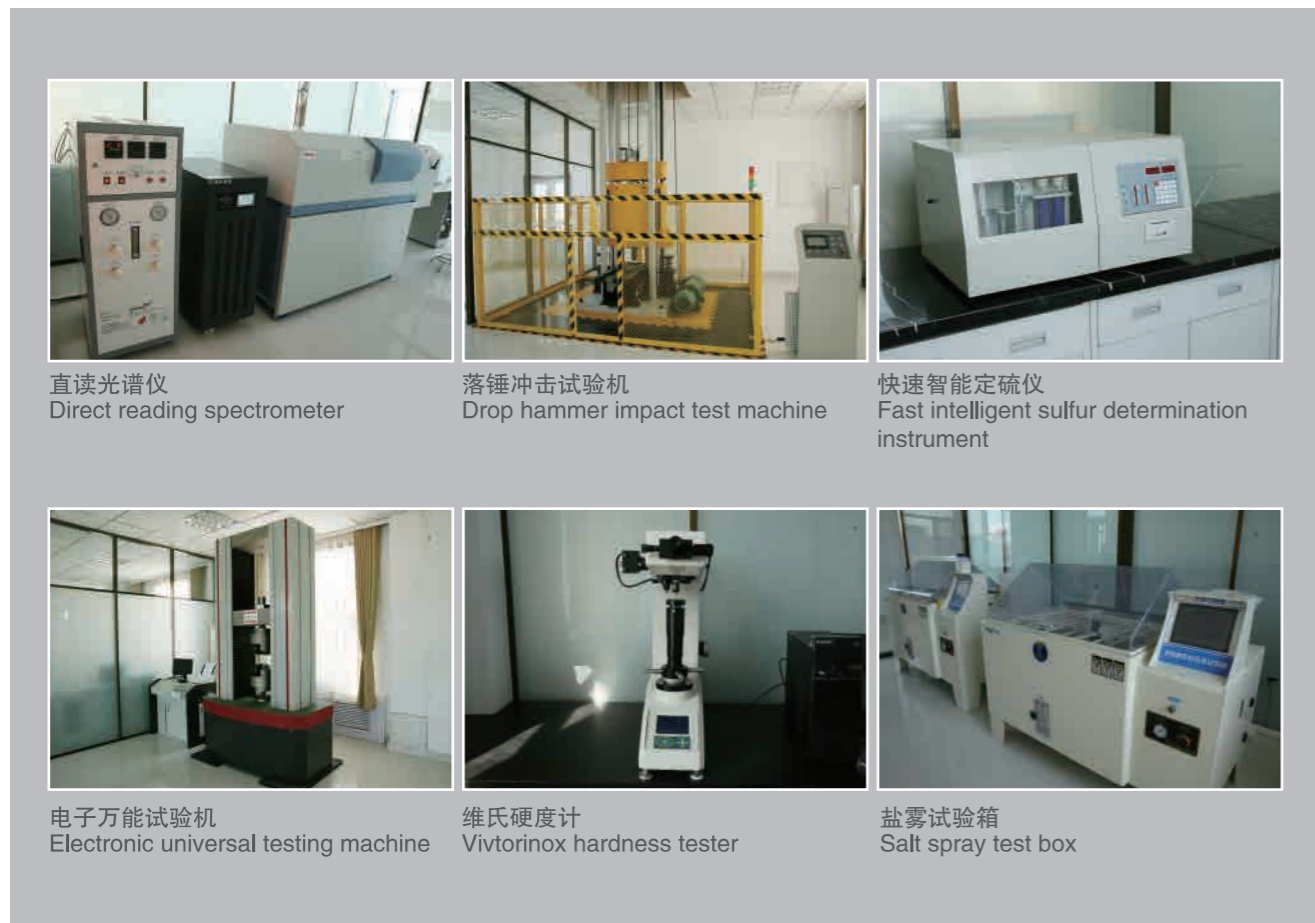 直读光谱仪
Direct reading spectrometer
落锤冲击试验机
Drop hammer impact test machine
快速智能定硫仪
Fast intelligent sulfur determination
instrument
电子万能试验机
Electronic universal testing machine
维氏硬度计
Vivtorinox hardness tester
盐雾试验箱
Salt spray test box